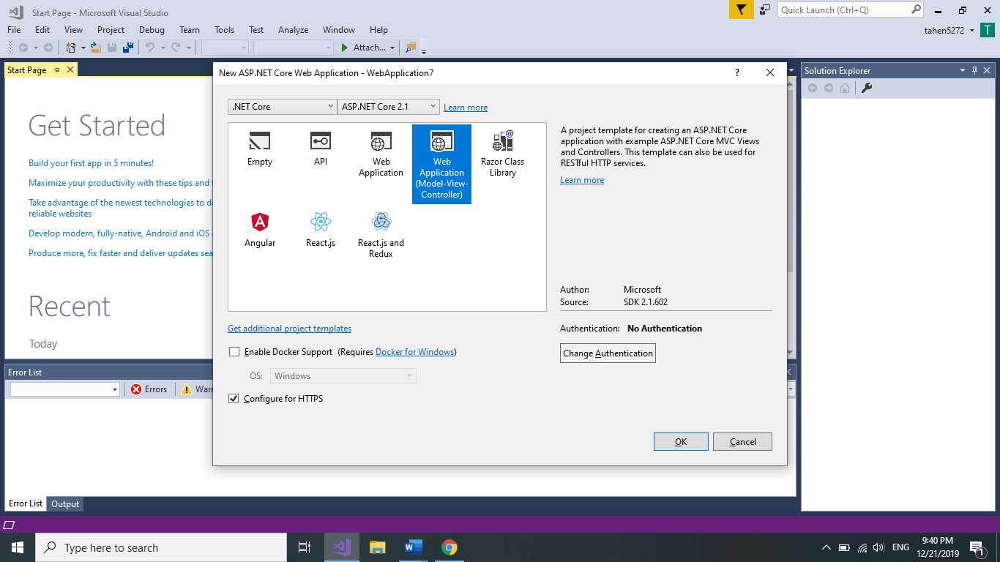 Start Page - Microsoft Visual Studio
Quick Launch (Ctrl+Q)
File Edit View Project Debug Team Tools Test Analyze Window Help
tahen5272 T
Attach...
Start Page
Get Started
Build your first app in 5 minutes!
Maximize your productivity with these tips and
Take advantage of the newest technologies to
reliable websites
Develop modern, fully-native, Android and iOS
Produce more, fix faster and deliver updates
Recent
Today
New ASP.NET Core Web Application - WebApplication7
?
.NET Core
ASP.NET Core 2.1
Learn more
Empty
API
Web
Application
Web
Application
(Model-View-
Controller)
Razor Class
Library
Angular
React.js
React.js and
Redux
A project template for creating an ASP.NET Core
application with example ASP.NET Core MVC Views
and Controllers. This template can also be used for
RESTful HTTP services.
Learn more
Author: Microsoft
Source: SDK 2.1.602
Get additional project templates
Authentication: No Authentication
Enable Docker Support (Requires Docker for Windows)
Change Authentication
OS: Windows
Configure for HTTPS
OK
Cancel
Solution Explorer
Error List
Errors
Error List
Output
Type here to search
ENG
9:40 PM
12/21/2019
1